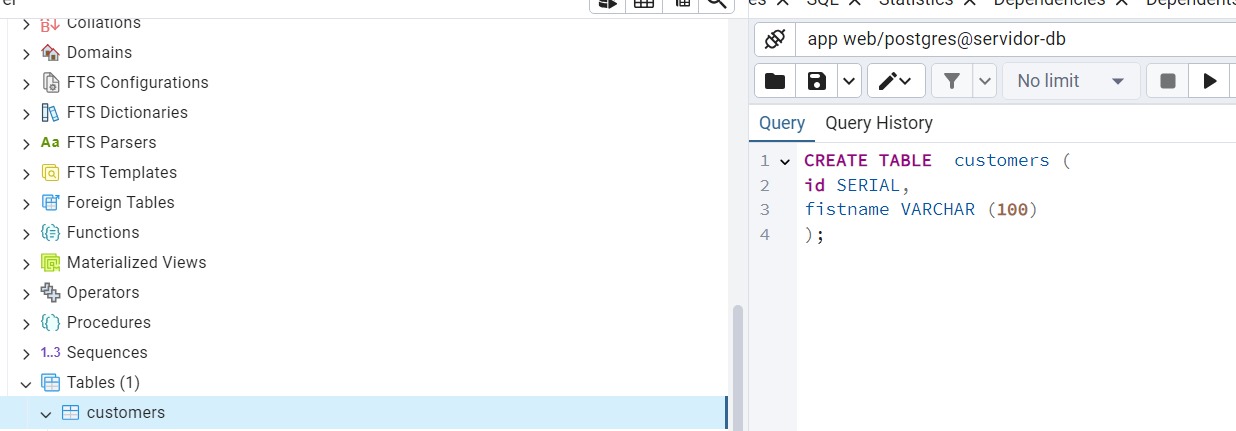 Collations
Domains
FTS Configurations
FTS Dictionaries
Aa FTS Parsers
FTS Templates
Foreign Tables
Functions
Materialized Views
Operators
Procedures
1..3 Sequences
Tables (1)
customers
SQL
Statistics
Dependencies
Dependents
app web/postgres@servidor-db
No limit
Query Query History
1 CREATE TABLE  customers (
2 id SERIAL,
3 fistname VARCHAR (100)
4 );